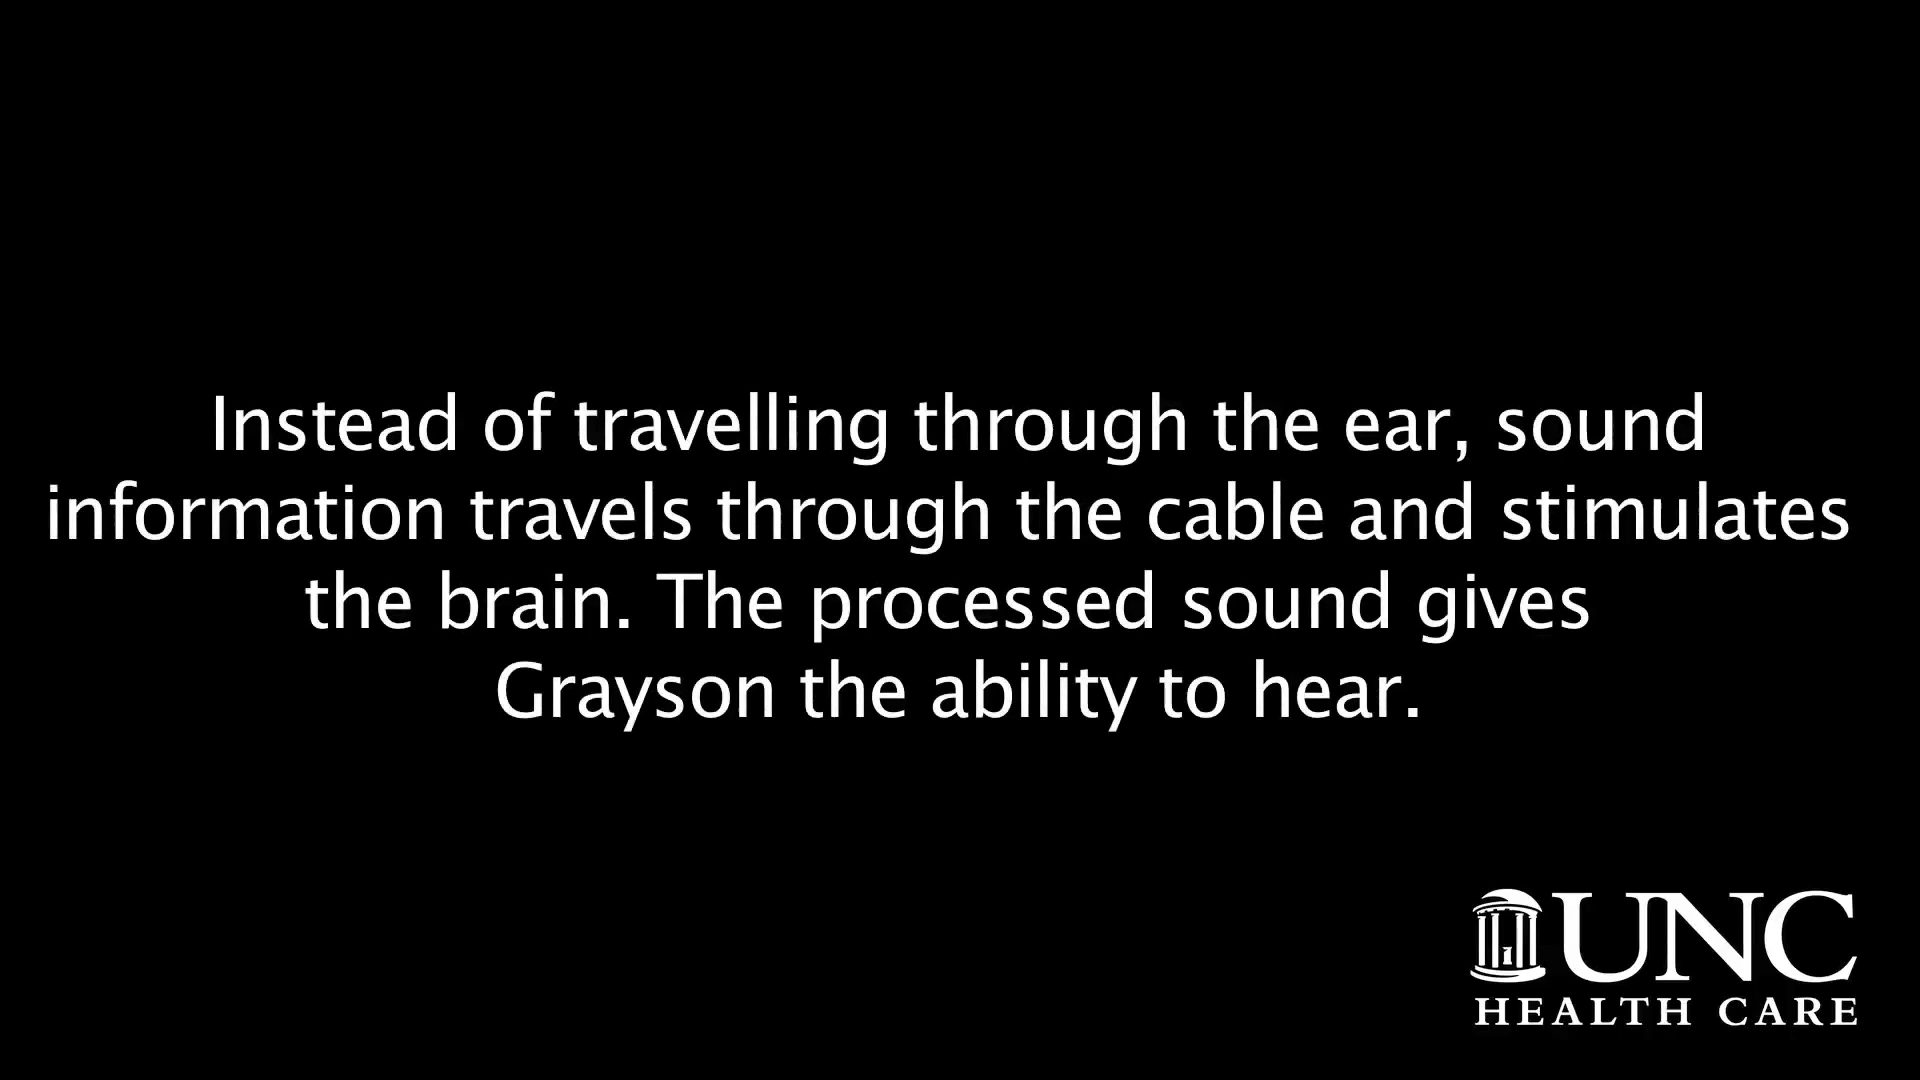 Instead of travelling through the ear, sound
information travels through the cable and stimulates
the brain. The processed sound gives
Grayson the ability to hear.
UNC
HEALTH CARE